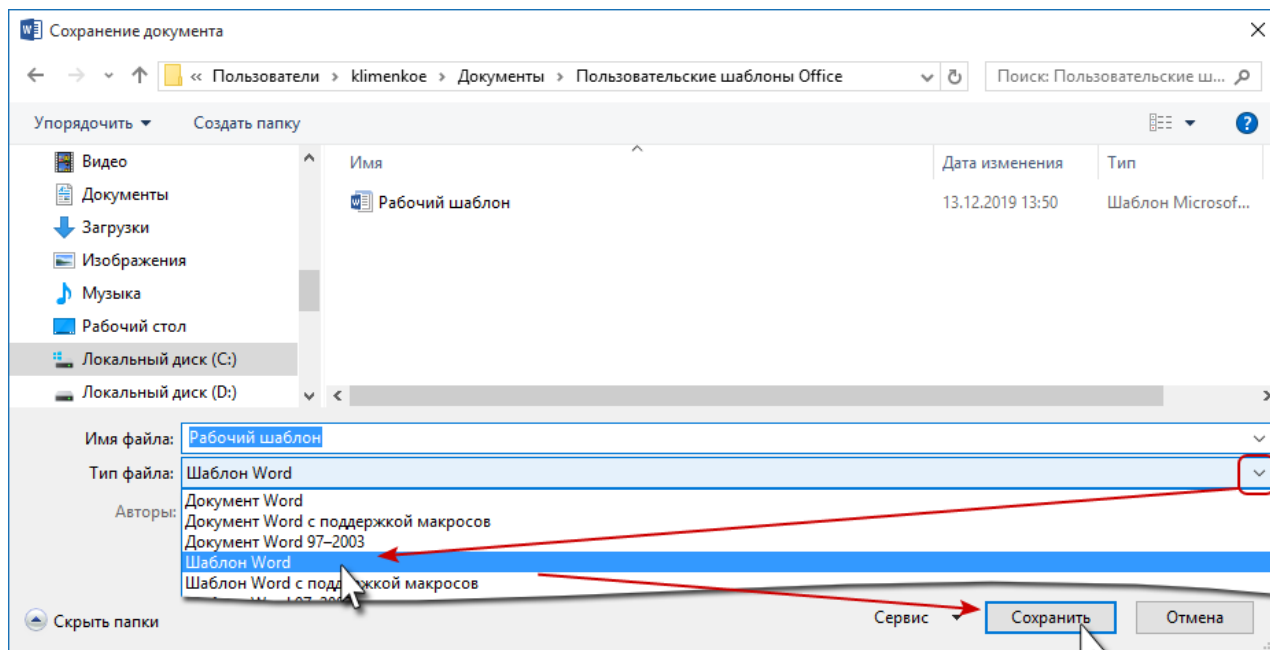 Сохранение документа
« Пользователи › klimenkoe › Документы › Пользовательские шаблоны Office
Поиск: Пользовательские ш...
Упорядочить Создать папку
Видео
Документы
Загрузки
Изображения
Музыка
Рабочий стол
Локальный диск (C:)
Локальный диск (D:)
Имя Дата изменения Тип
Рабочий шаблон 13.12.2019 13:50 Шаблон Microsof...
Имя файла: Рабочий шаблон
Тип файла: Шаблон Word
Авторы:
Документ Word
Документ Word с поддержкой макросов
Документ Word 97–2003
Шаблон Word
Шаблон Word с поддержкой макросов
Скрыть папки
Сервис Сохранить Отмена